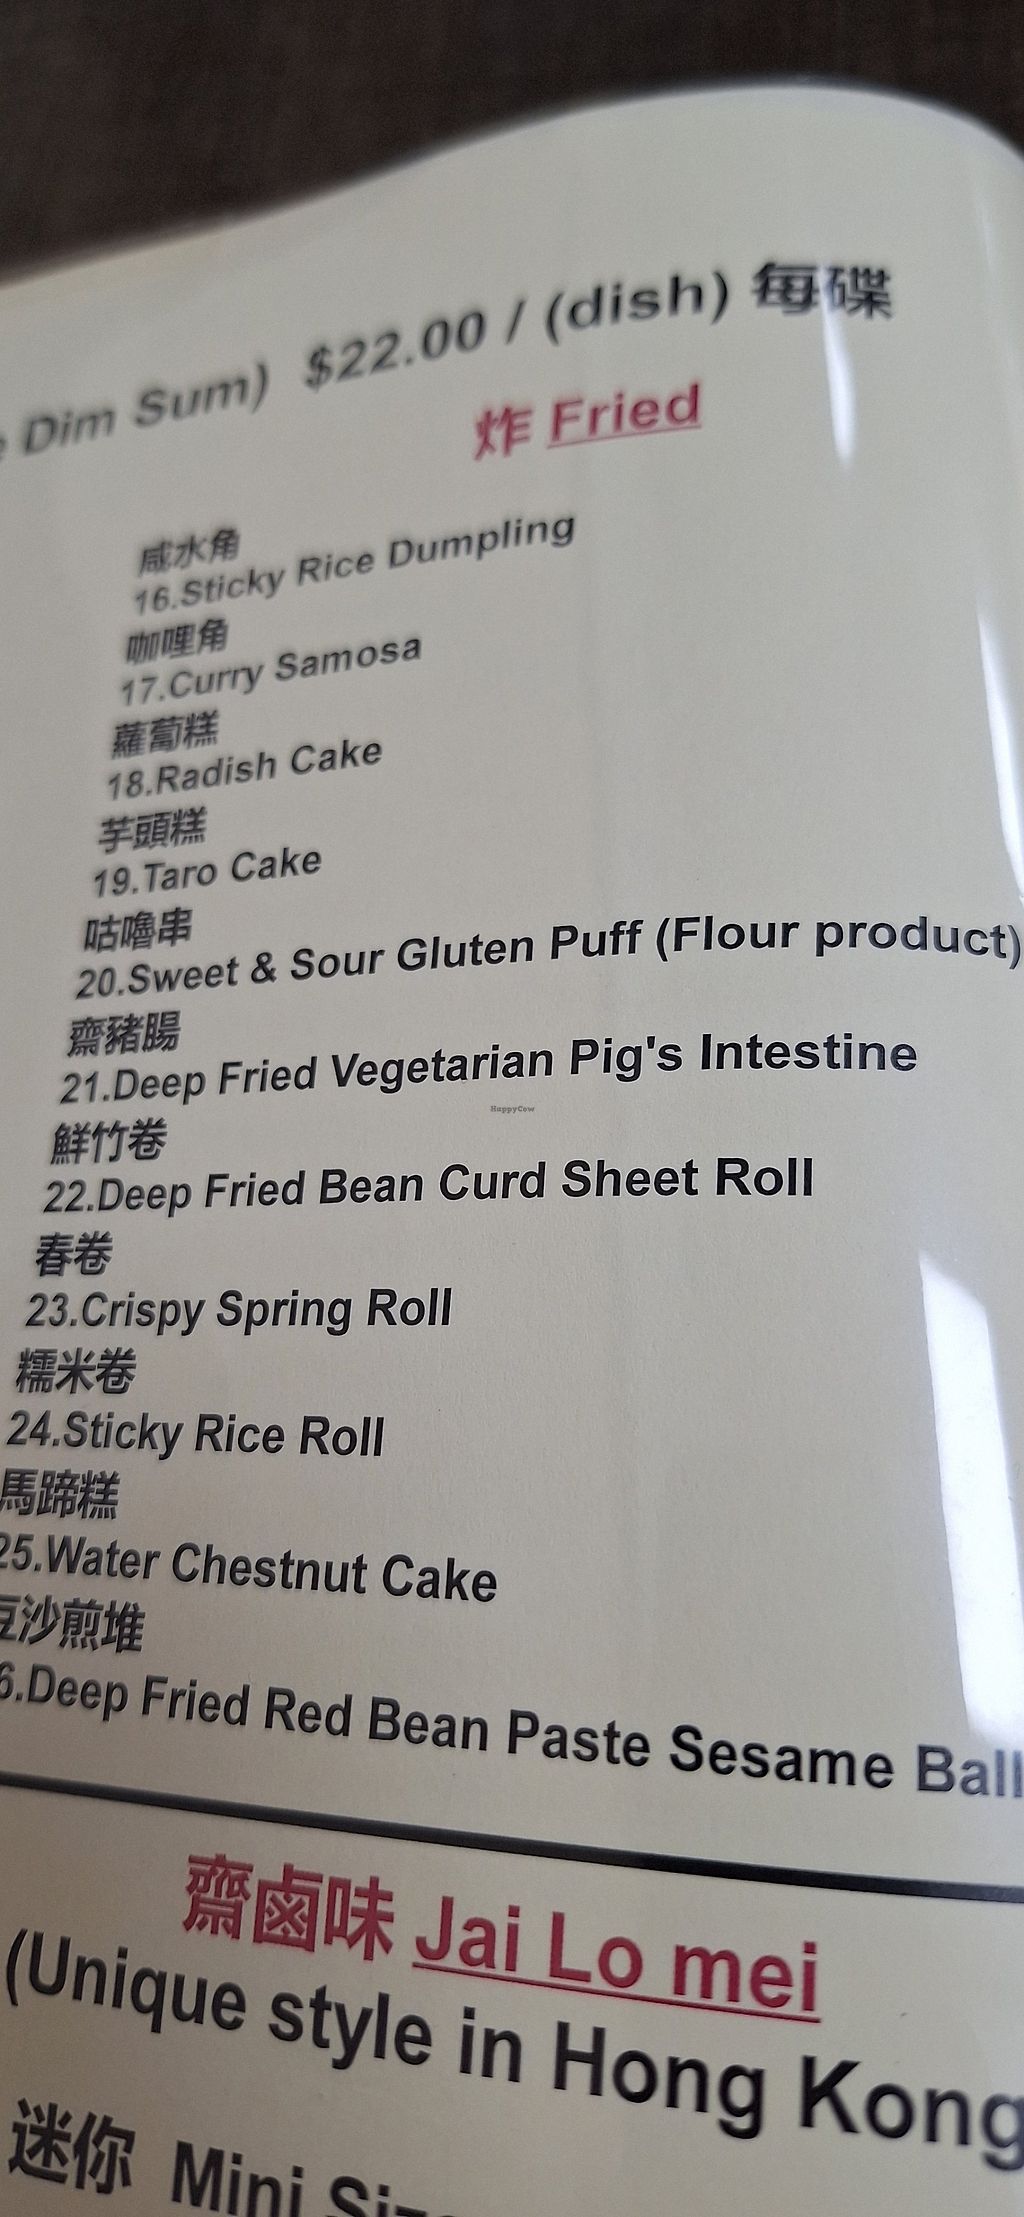 Dim Sum) $22.00 / (dish) 每碟
炸 Fried
咸水角
16.Sticky Rice Dumpling
咖哩角
17.Curry Samosa
蘿蔔糕
18.Radish Cake
芋頭糕
19.Taro Cake
咕嚕串
20.Sweet & Sour Gluten Puff (Flour product)
齋豬腸
21.Deep Fried Vegetarian Pig's Intestine
HappyCow
鮮竹卷
22.Deep Fried Bean Curd Sheet Roll
春卷
23.Crispy Spring Roll
糯米卷
24.Sticky Rice Roll
馬蹄糕
25.Water Chestnut Cake
豆沙煎堆
6.Deep Fried Red Bean Paste Sesame Ball
齋鹵味 Jai Lo mei
(Unique style in Hong Kong
迷你 Mini